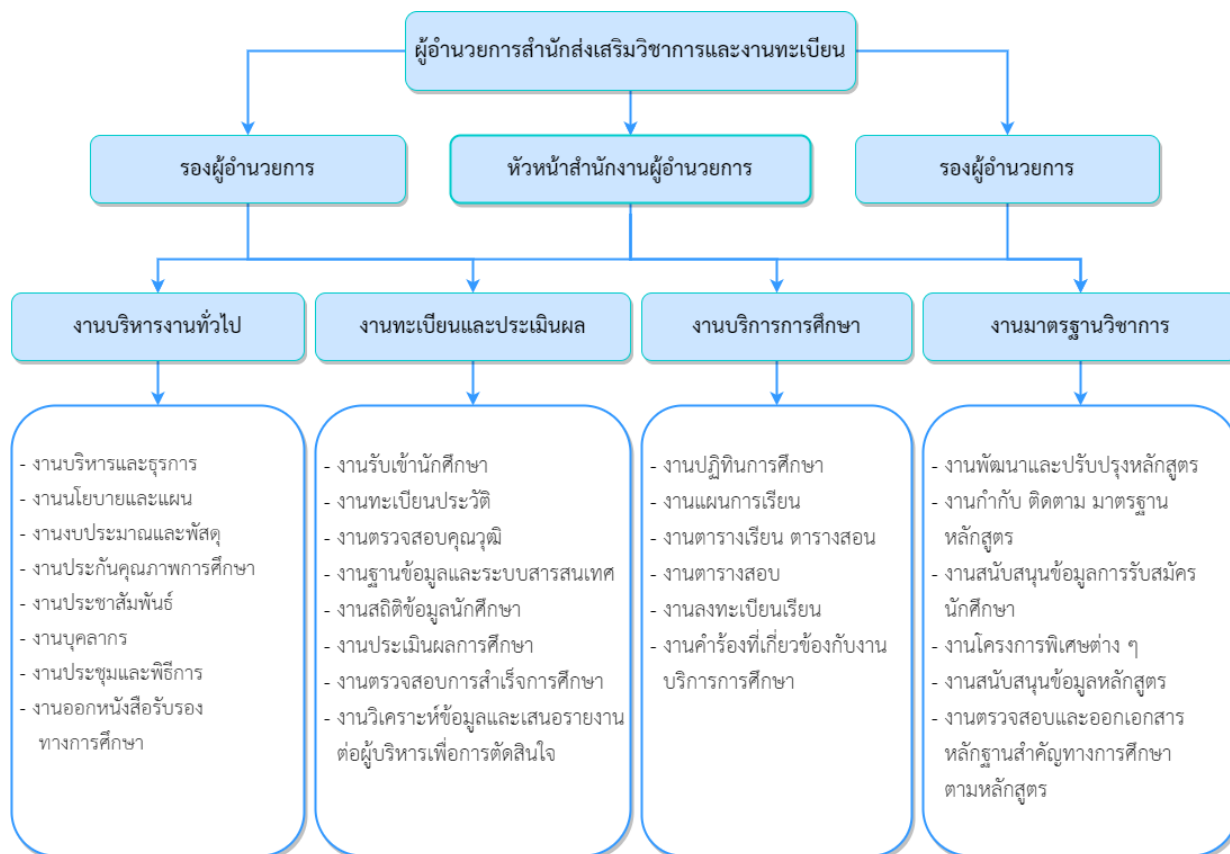 ผู้อำนวยการสำนักส่งเสริมวิชาการและงานทะเบียน
รองผู้อำนวยการ
หัวหน้าสำนักงานผู้อำนวยการ
รองผู้อำนวยการ
งานบริหารงานทั่วไป
งานทะเบียนและประเมินผล
งานบริการการศึกษา
งานมาตรฐานวิชาการ
- งานบริหารและธุรการ
- งานนโยบายและแผน
- งานงบประมาณและพัสดุ
- งานประกันคุณภาพการศึกษา
- งานประชาสัมพันธ์
- งานบุคลากร
- งานประชุมและพิธีการ
- งานออกหนังสือรับรอง
ทางการศึกษา
- งานรับเข้านักศึกษา
- งานทะเบียนประวัติ
- งานตรวจสอบคุณวุฒิ
- งานฐานข้อมูลและระบบสารสนเทศ
- งานสถิติข้อมูลนักศึกษา
- งานประเมินผลการศึกษา
- งานตรวจสอบการสำเร็จการศึกษา
- งานวิเคราะห์ข้อมูลและเสนอรายงาน
ต่อผู้บริหารเพื่อการตัดสินใจ
- งานปฏิทินการศึกษา
- งานแผนการเรียน
- งานตารางเรียน ตารางสอน
- งานตารางสอบ
- งานลงทะเบียนเรียน
- งานคำร้องที่เกี่ยวข้องกับงาน
บริการการศึกษา
- งานพัฒนาและปรับปรุงหลักสูตร
- งานกำกับ ติดตาม มาตรฐาน
หลักสูตร
- งานสนับสนุนข้อมูลการรับสมัคร
นักศึกษา
- งานโครงการพิเศษต่าง ๆ
- งานสนับสนุนข้อมูลหลักสูตร
- งานตรวจสอบและออกเอกสาร
หลักฐานสำคัญทางการศึกษา
ตามหลักสูตร